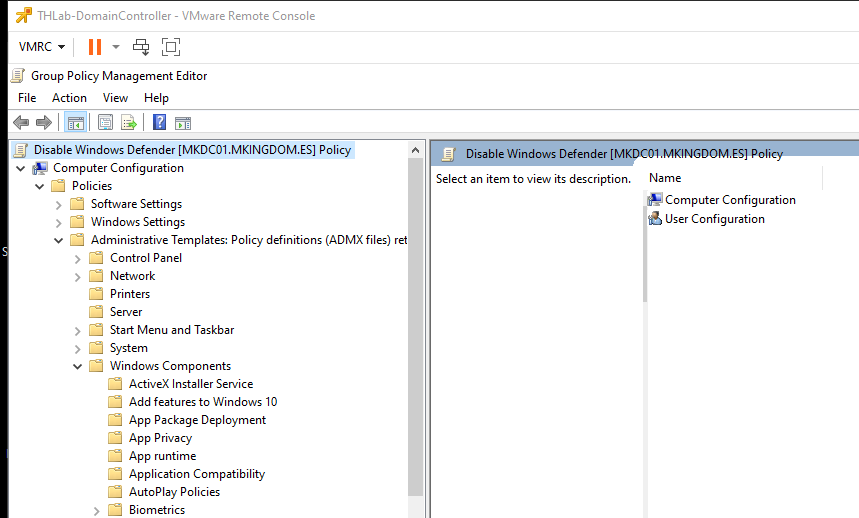 THLab-DomainController - VMware Remote Console
VMRC
Group Policy Management Editor
File Action View Help
Disable Windows Defender [MKDC01.MKINGDOM.ES] Policy
Computer Configuration
Policies
Software Settings
Windows Settings
Administrative Templates: Policy definitions (ADMX files) ret
Control Panel
Network
Printers
Server
Start Menu and Taskbar
System
Windows Components
ActiveX Installer Service
Add features to Windows 10
App Package Deployment
App Privacy
App runtime
Application Compatibility
AutoPlay Policies
Biometrics
Disable Windows Defender [MKDC01.MKINGDOM.ES] Policy
Select an item to view its description.
Name
Computer Configuration
User Configuration